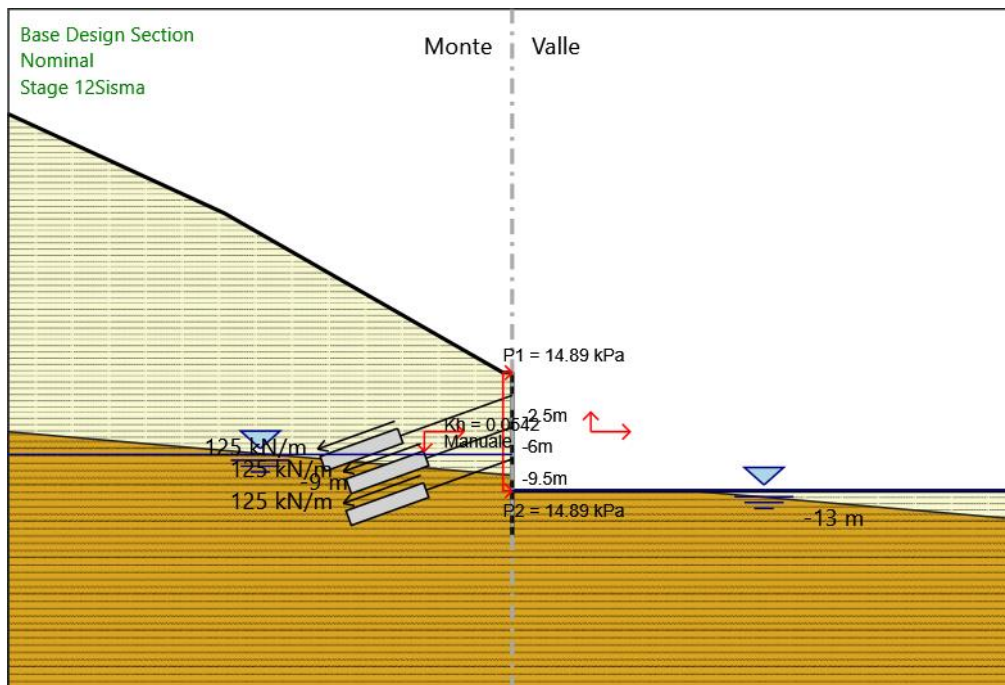 Base Design Section
Nominal
Stage 12Sisma
Monte
Valle
P1 = 14.89 kPa
-2.5m
Kh = 0.0542
Manuale
-6m
125 kN/m
125 kN/m
-9 m
-9.5m
125 kN/m
P2 = 14.89 kPa
-13 m